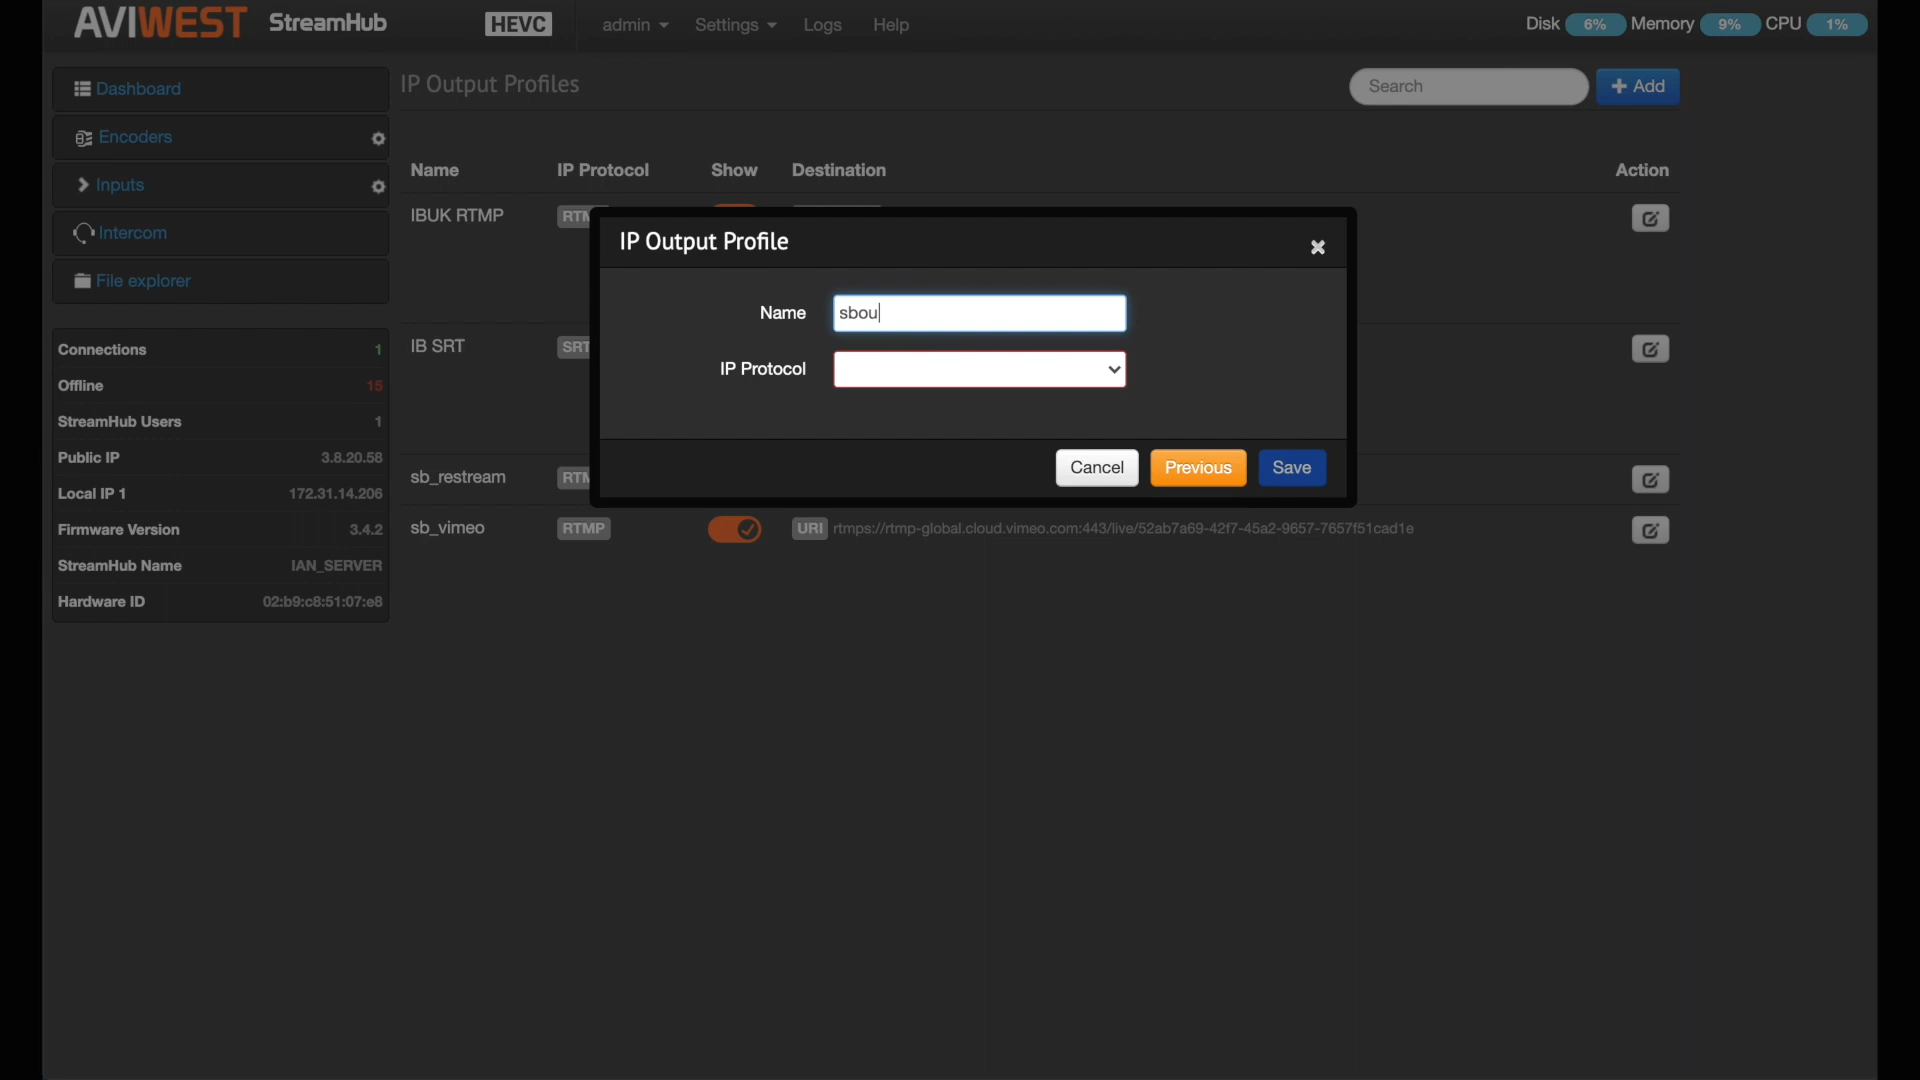 AVIWEST StreamHub HEVC admin Settings Logs Help Disk 6% Memory 9% CPU 1%
Dashboard
Encoders
Inputs
Intercom
File explorer
Connections 1
Offline 15
StreamHub Users 1
Public IP 3.8.20.58
Local IP 1 172.31.14.206
Firmware Version 3.4.2
StreamHub Name IAN_SERVER
Hardware ID 02:b9:c8:51:07:e8
IP Output Profiles Search Add
Name IP Protocol Show Destination Action
IBUK RTMP
IB SRT SRT
sb_restream
sb_vimeo RTMP URI rtmps://rtmp-global.cloud.vimeo.com:443/live/52ab7a69-42f7-45a2-9657-7657f51cad1e
IP Output Profile
Name sbou
IP Protocol
Cancel Previous Save